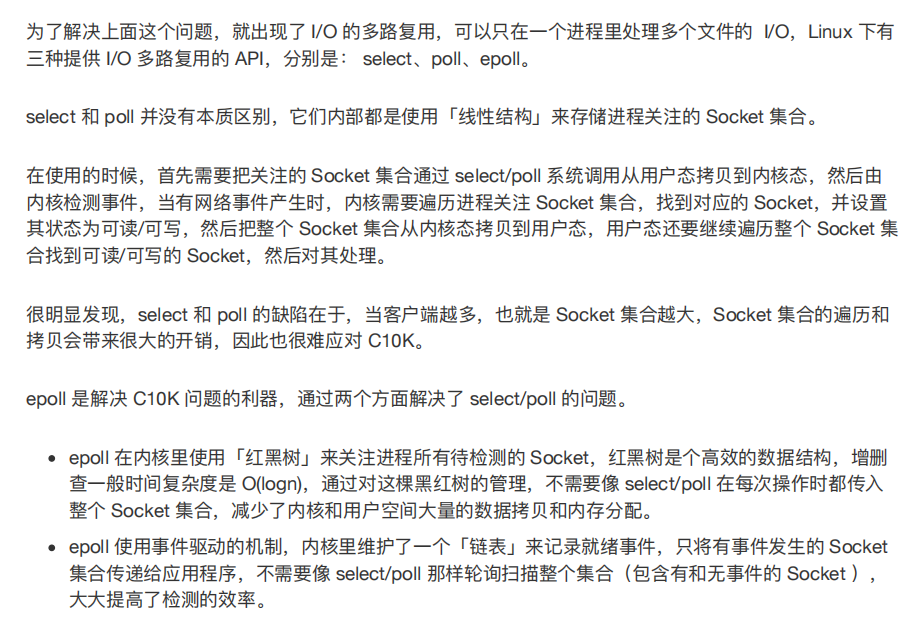 为了解决上面这个问题，就出现了 I/O 的多路复用，可以只在一个进程里处理多个文件的 I/O，Linux 下有
三种提供 I/O 多路复用的 API，分别是： select、poll、epoll。
select 和 poll 并没有本质区别，它们内部都是使用「线性结构」来存储进程关注的 Socket 集合。
在使用的时候，首先需要把关注的 Socket 集合通过 select/poll 系统调用从用户态拷贝到内核态，然后由
内核检测事件，当有网络事件产生时，内核需要遍历进程关注 Socket 集合，找到对应的 Socket，并设置
其状态为可读/可写，然后把整个 Socket 集合从内核态拷贝到用户态，用户态还要继续遍历整个 Socket 集
合找到可读/可写的 Socket，然后对其处理。
很明显发现，select 和 poll 的缺陷在于，当客户端越多，也就是 Socket 集合越大，Socket 集合的遍历和
拷贝会带来很大的开销，因此也很难应对 C10K。
epoll 是解决 C10K 问题的利器，通过两个方面解决了 select/poll 的问题。
• epoll 在内核里使用「红黑树」来关注进程所有待检测的 Socket，红黑树是个高效的数据结构，增删
查一般时间复杂度是 O(logn)，通过对这棵黑红树的管理，不需要像 select/poll 在每次操作时都传入
整个 Socket 集合，减少了内核和用户空间大量的数据拷贝和内存分配。
• epoll 使用事件驱动的机制，内核里维护了一个「链表」来记录就绪事件，只将有事件发生的 Socket
集合传递给应用程序，不需要像 select/poll 那样轮询扫描整个集合（包含有和无事件的 Socket ），
大大提高了检测的效率。